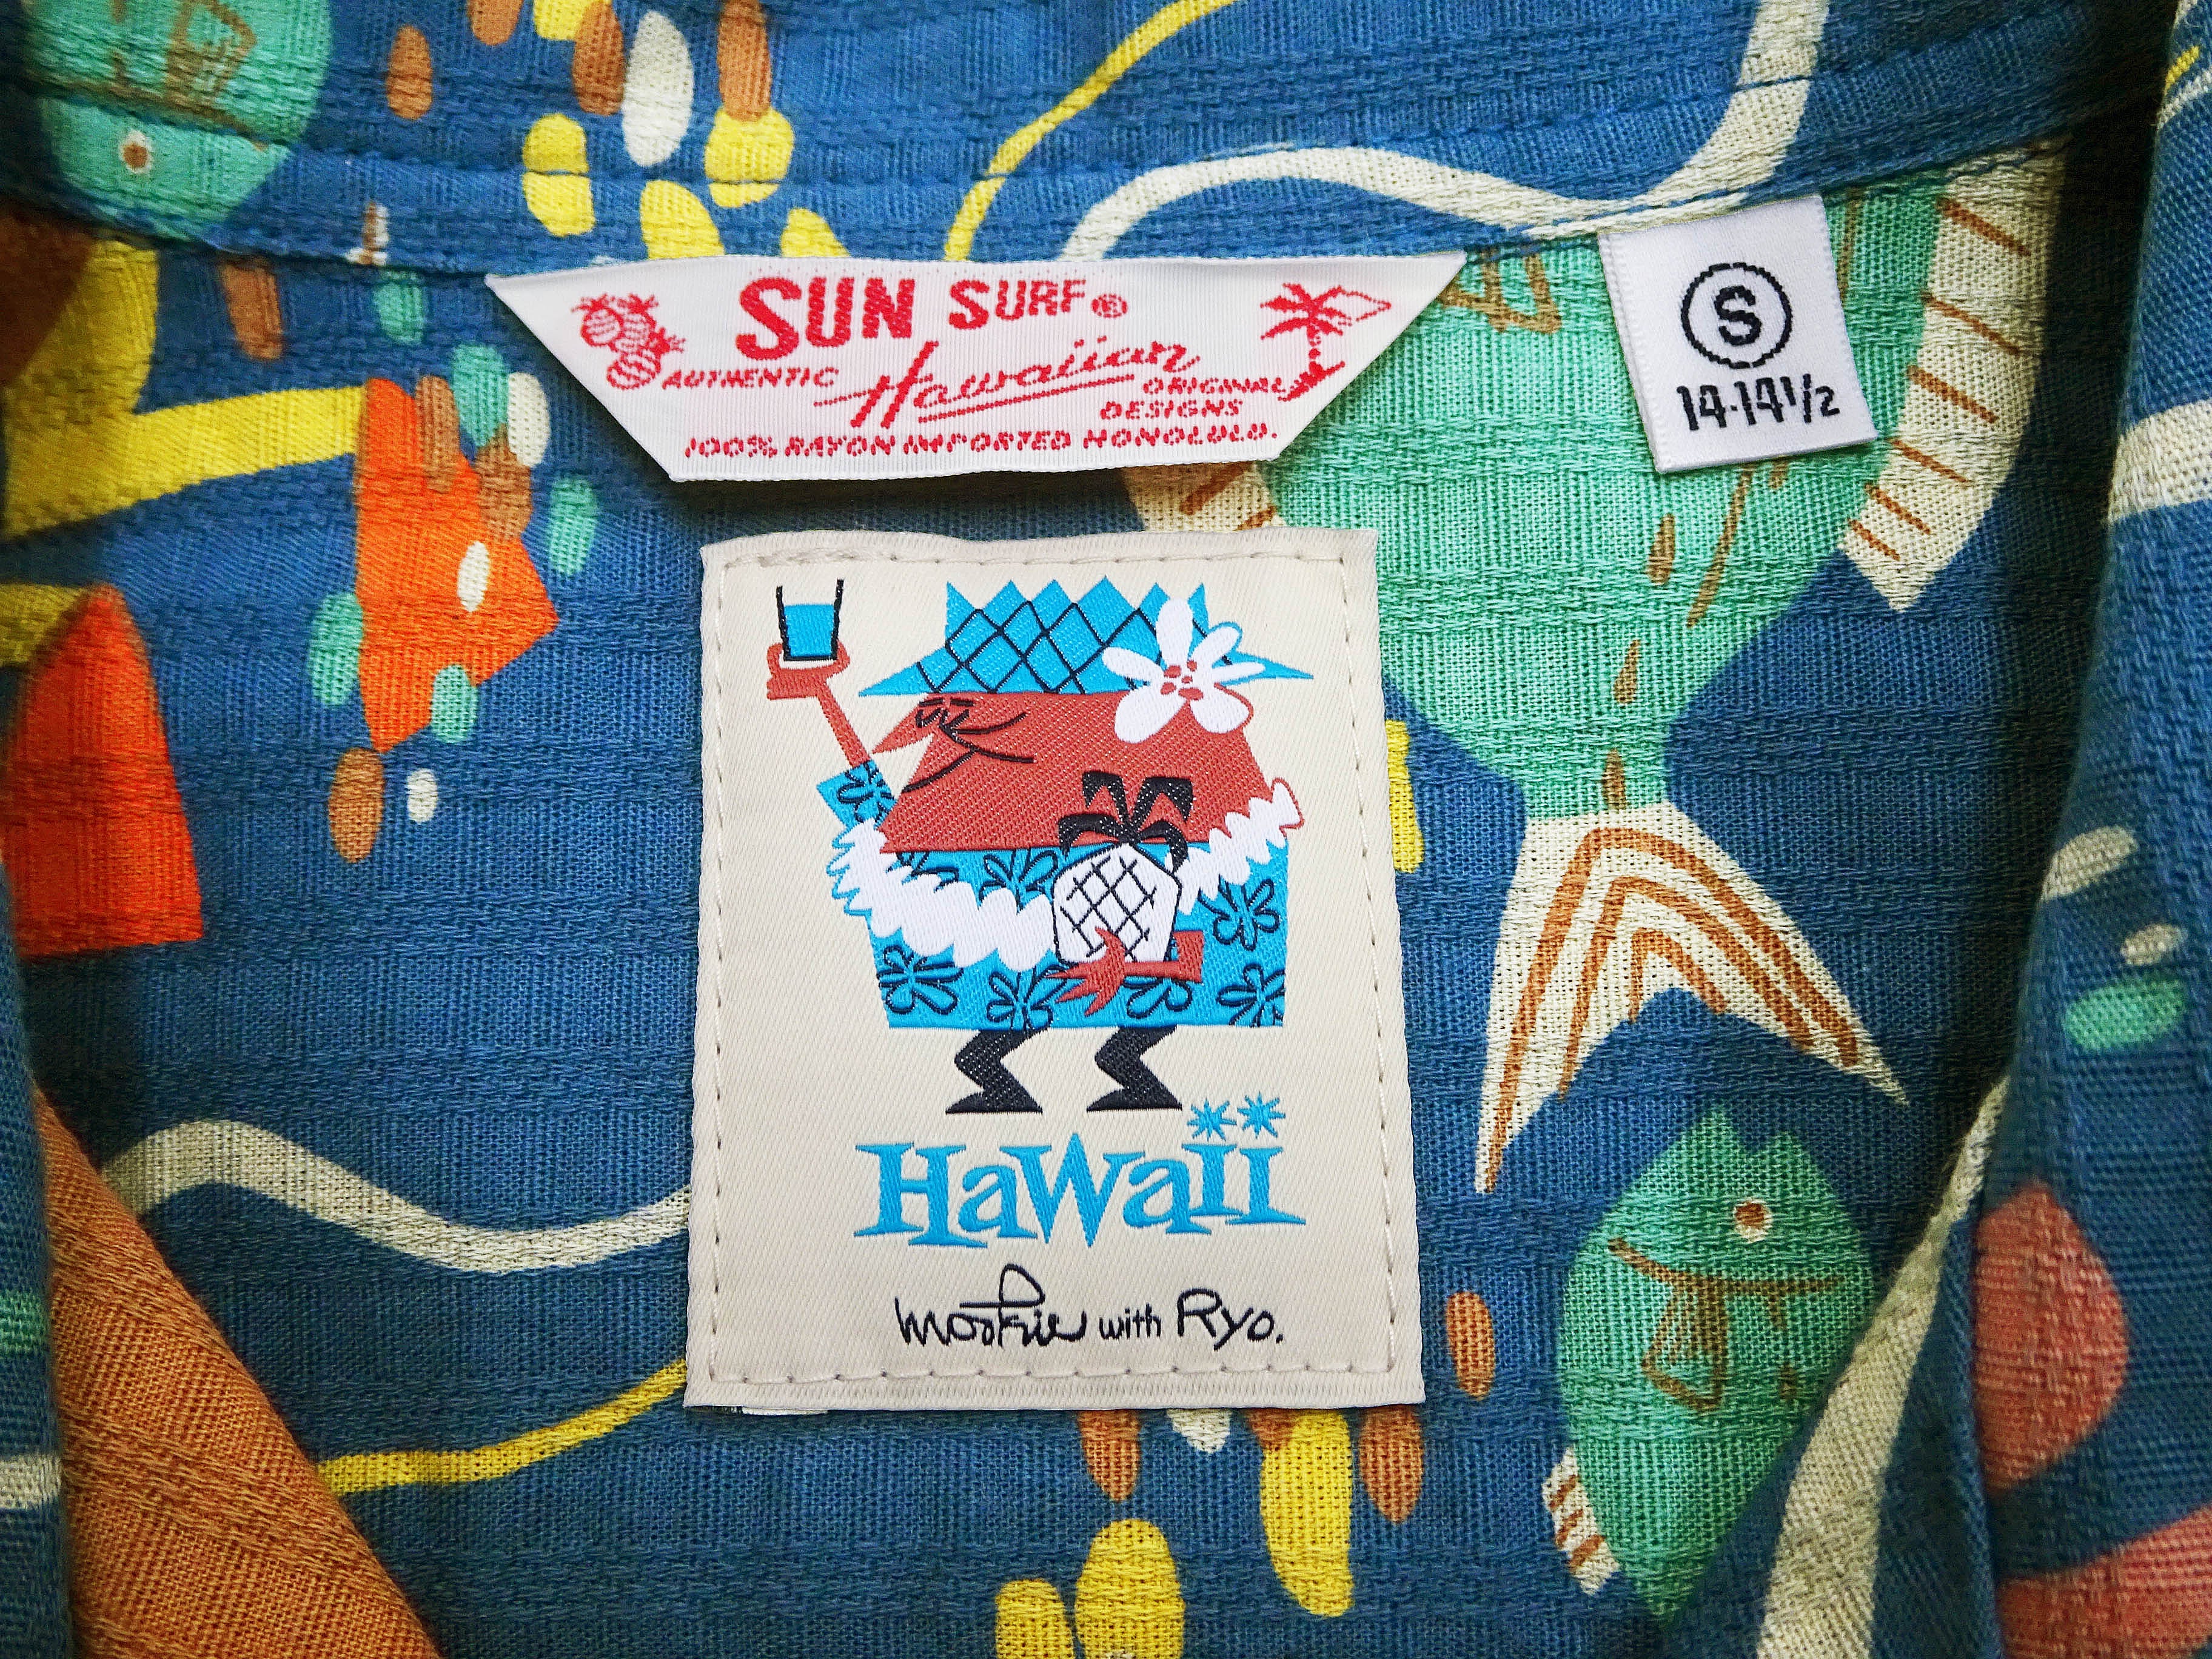 SUN SURF®
AUTHENTIC Hawaiian ORIGINAL
DESIGNS
100% RAYON IMPORTED HONOLULU.
S
14·14½
Hawaii
mookie with Ryo.